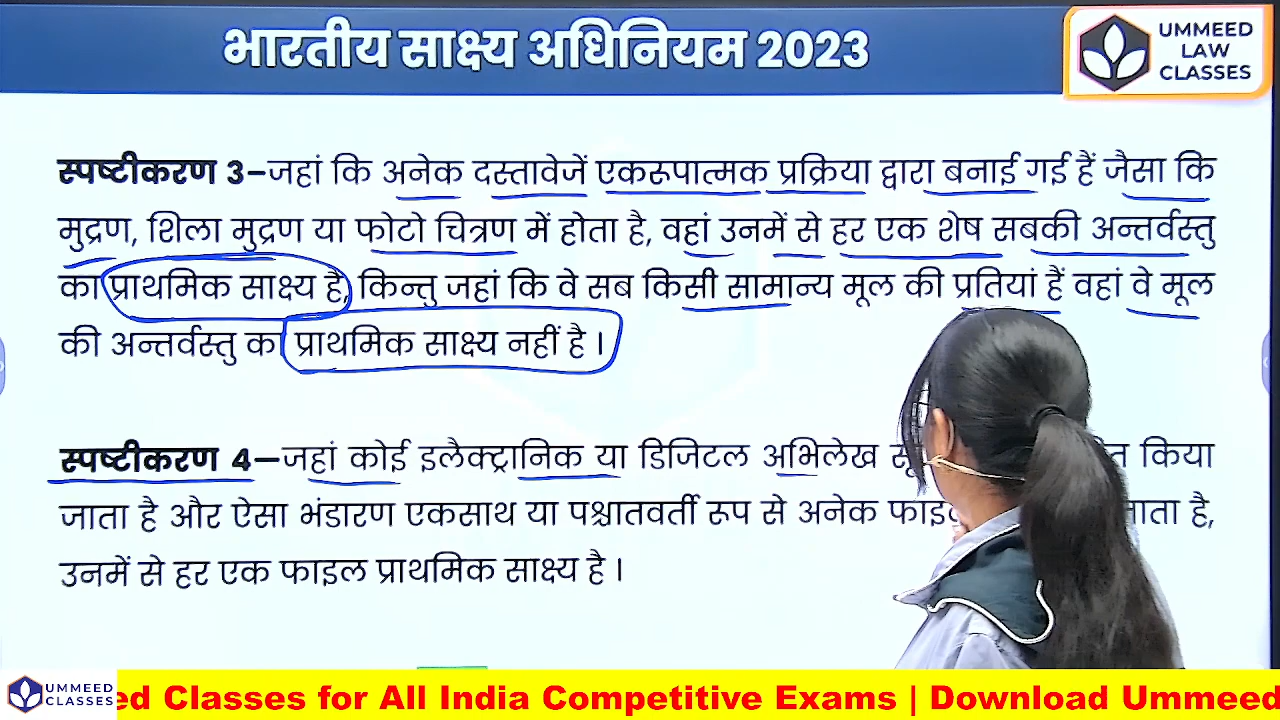 भारतीय साक्ष्य अधिनियम 2023
UMMEED
LAW
CLASSES
स्पष्टीकरण 3–जहां कि अनेक दस्तावेजें एकरूपात्मक प्रक्रिया द्वारा बनाई गई हैं जैसा कि
मुद्रण, शिला मुद्रण या फोटो चित्रण में होता है, वहां उनमें से हर एक शेष सबकी अन्तर्वस्तु
का प्राथमिक साक्ष्य है, किन्तु जहां कि वे सब किसी सामान्य मूल की प्रतियां हैं वहां वे मूल
की अन्तर्वस्तु का प्राथमिक साक्ष्य नहीं है ।
स्पष्टीकरण 4–जहां कोई इलैक्ट्रानिक या डिजिटल अभिलेख किया
जाता है और ऐसा भंडारण एकसाथ या पश्चातवर्ती रूप से अनेक जाता है,
उनमें से हर एक फाइल प्राथमिक साक्ष्य है ।
UMMEED
CLASSES
ed Classes for All India Competitive Exams | Download Ummeed